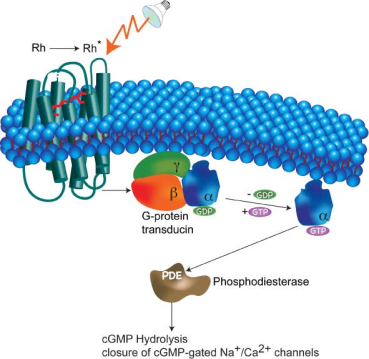 Rh → Rh*
γ
β
α
GDP
G-protein
transducin
- GDP
+ GTP
α
GTP
PDE
Phosphodiesterase
cGMP Hydrolysis
closure of cGMP-gated Na⁺/Ca²⁺ channels